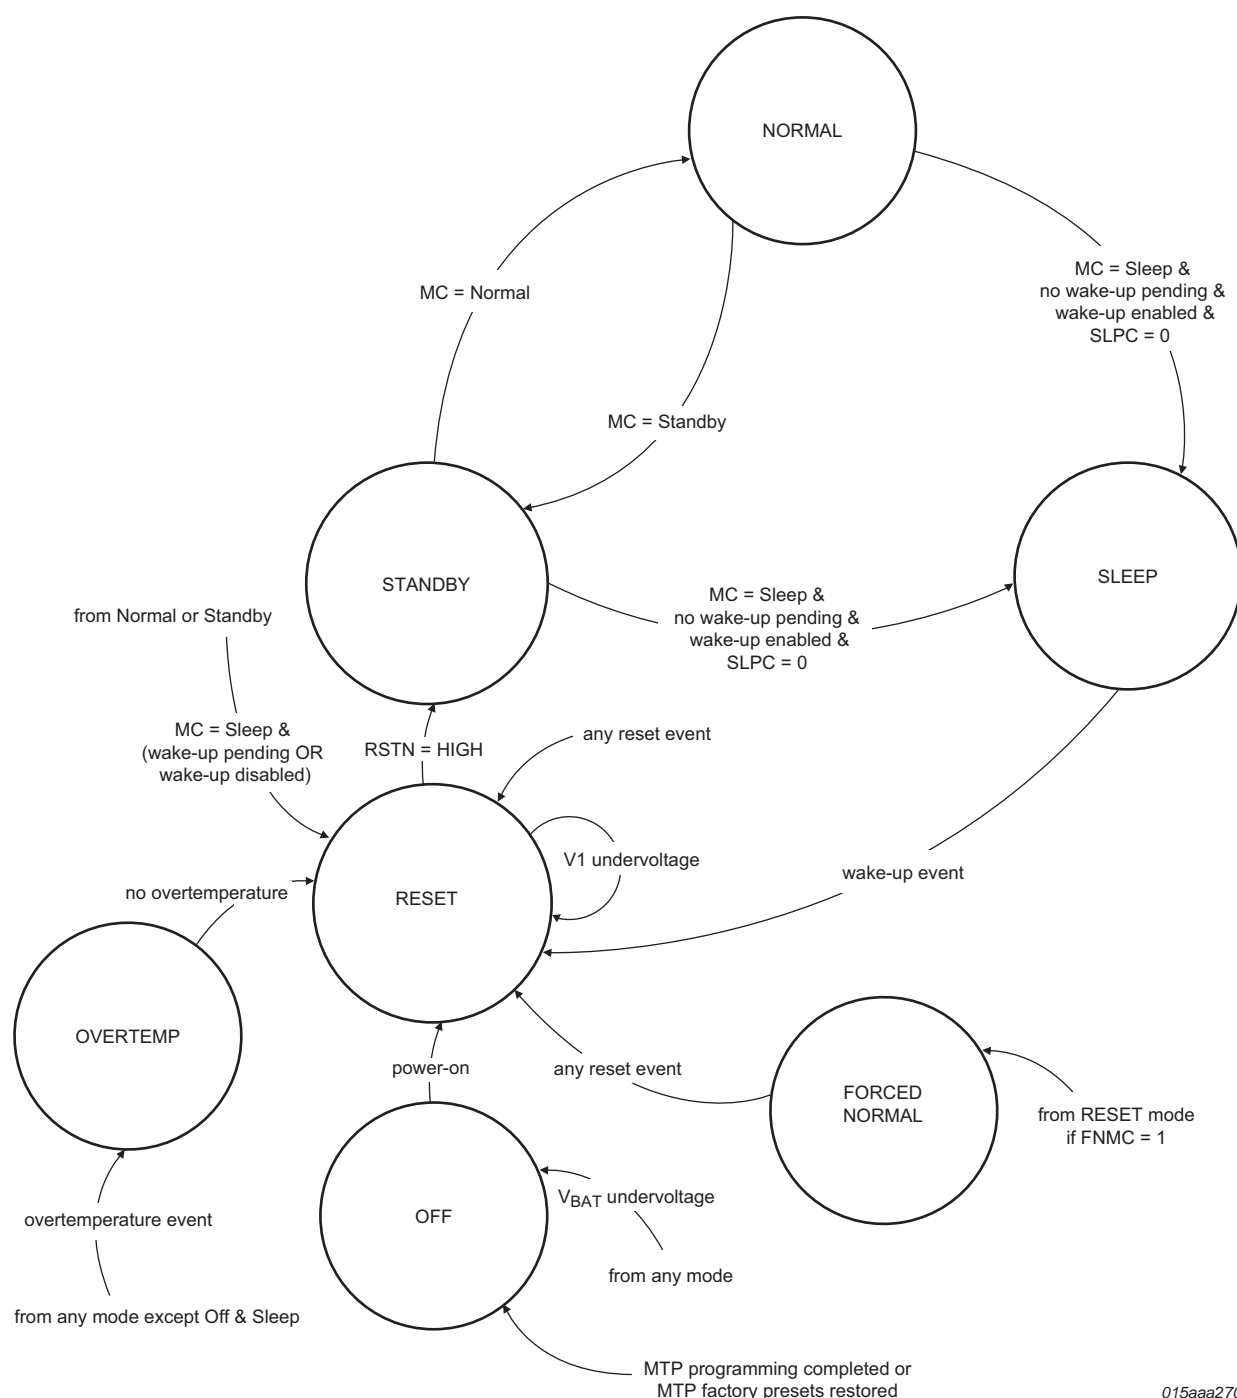 NORMAL
MC = Sleep &
no wake-up pending &
wake-up enabled &
SLPC = 0
MC = Normal
MC = Standby
STANDBY
SLEEP
MC = Sleep &
no wake-up pending &
wake-up enabled &
SLPC = 0
from Normal or Standby
MC = Sleep &
(wake-up pending OR
wake-up disabled)
RSTN = HIGH
any reset event
V1 undervoltage
wake-up event
no overtemperature
RESET
OVERTEMP
power-on
any reset event
FORCED
NORMAL
from RESET mode
if FNMC = 1
VBAT undervoltage
OFF
overtemperature event
from any mode
from any mode except Off & Sleep
MTP programming completed or
MTP factory presets restored
015aaa270